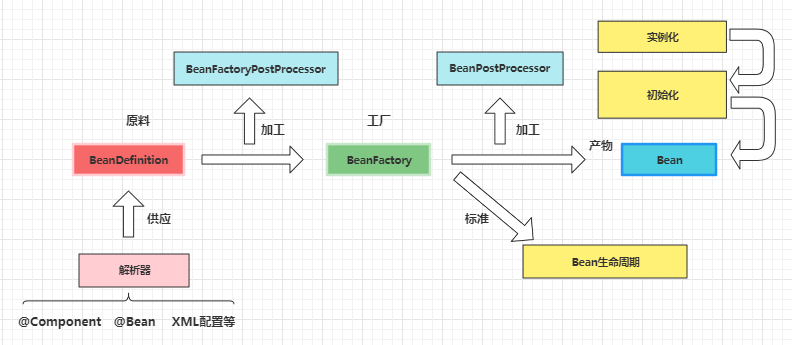 实例化
BeanFactoryPostProcessor
BeanPostProcessor
初始化
原料
加工
工厂
加工
BeanDefinition
BeanFactory
产物
Bean
供应
标准
解析器
Bean生命周期
@Component @Bean XML配置等